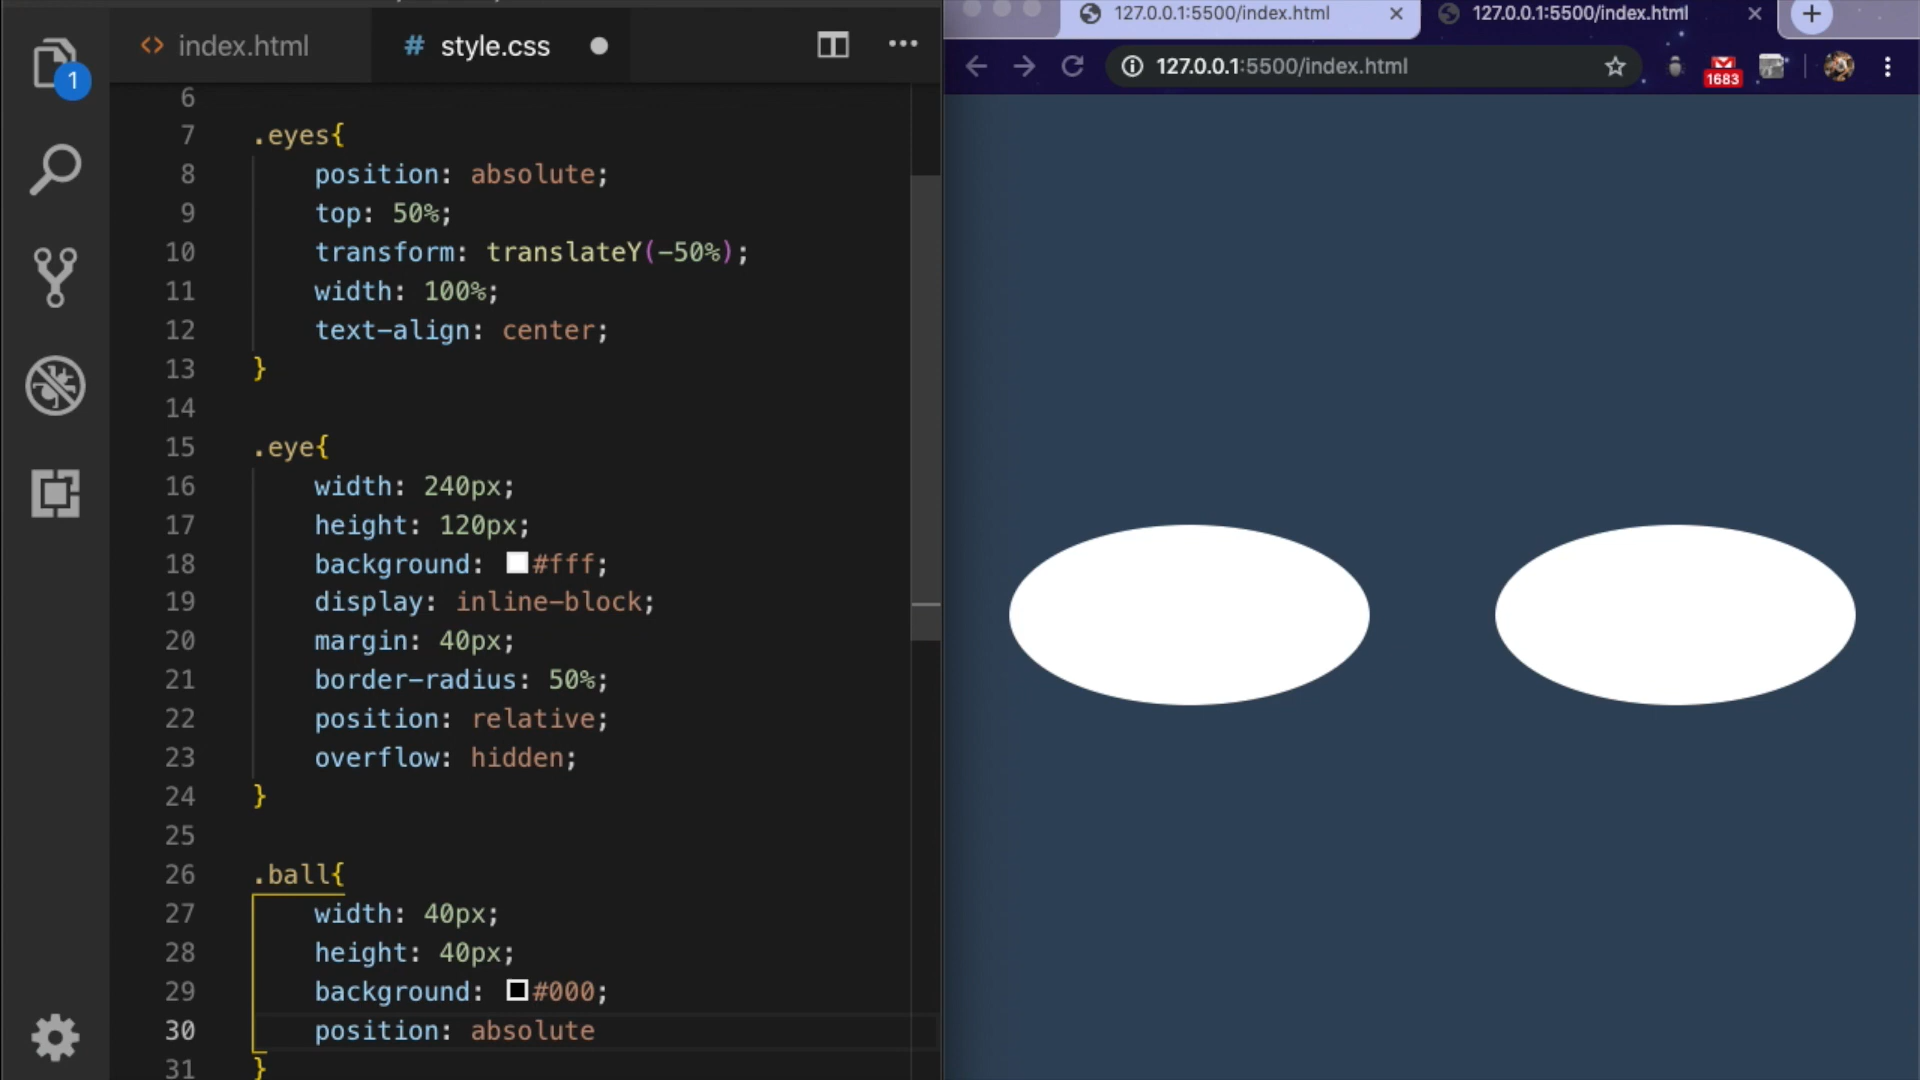 index.html
# style.css
1
6
7 .eyes{
8 position: absolute;
9 top: 50%;
10 transform: translateY(-50%);
11 width: 100%;
12 text-align: center;
13 }
14
15 .eye{
16 width: 240px;
17 height: 120px;
18 background: #fff;
19 display: inline-block;
20 margin: 40px;
21 border-radius: 50%;
22 position: relative;
23 overflow: hidden;
24 }
25
26 .ball{
27 width: 40px;
28 height: 40px;
29 background: #000;
30 position: absolute
31 }
127.0.0.1:5500/index.html
127.0.0.1:5500/index.html
127.0.0.1:5500/index.html
1683